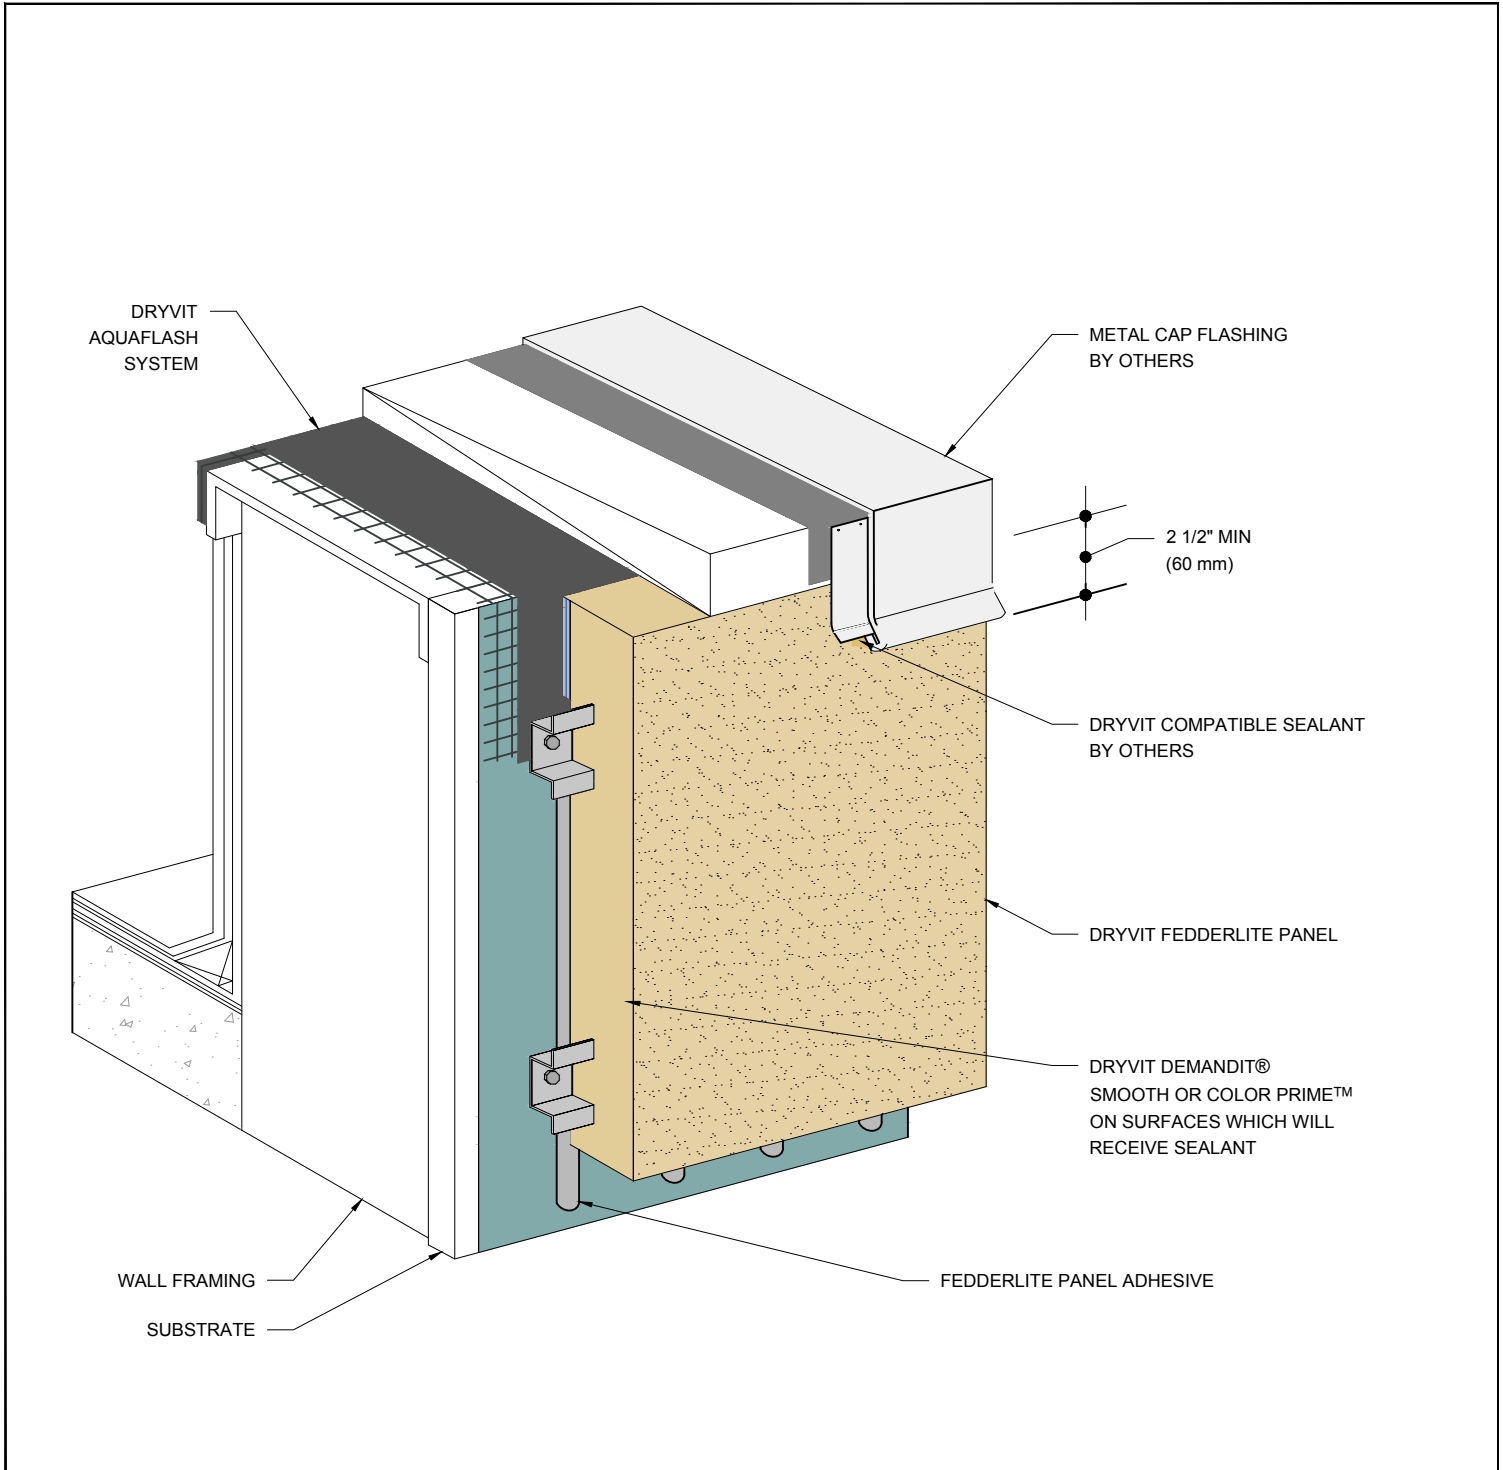 DRYVIT
AQUAFLASH
SYSTEM
METAL CAP FLASHING
BY OTHERS
2 1/2" MIN
(60 mm)
DRYVIT COMPATIBLE SEALANT
BY OTHERS
DRYVIT FEDDERLITE PANEL
DRYVIT DEMANDIT®
SMOOTH OR COLOR PRIME™
ON SURFACES WHICH WILL
RECEIVE SEALANT
WALL FRAMING
FEDDERLITE PANEL ADHESIVE
SUBSTRATE